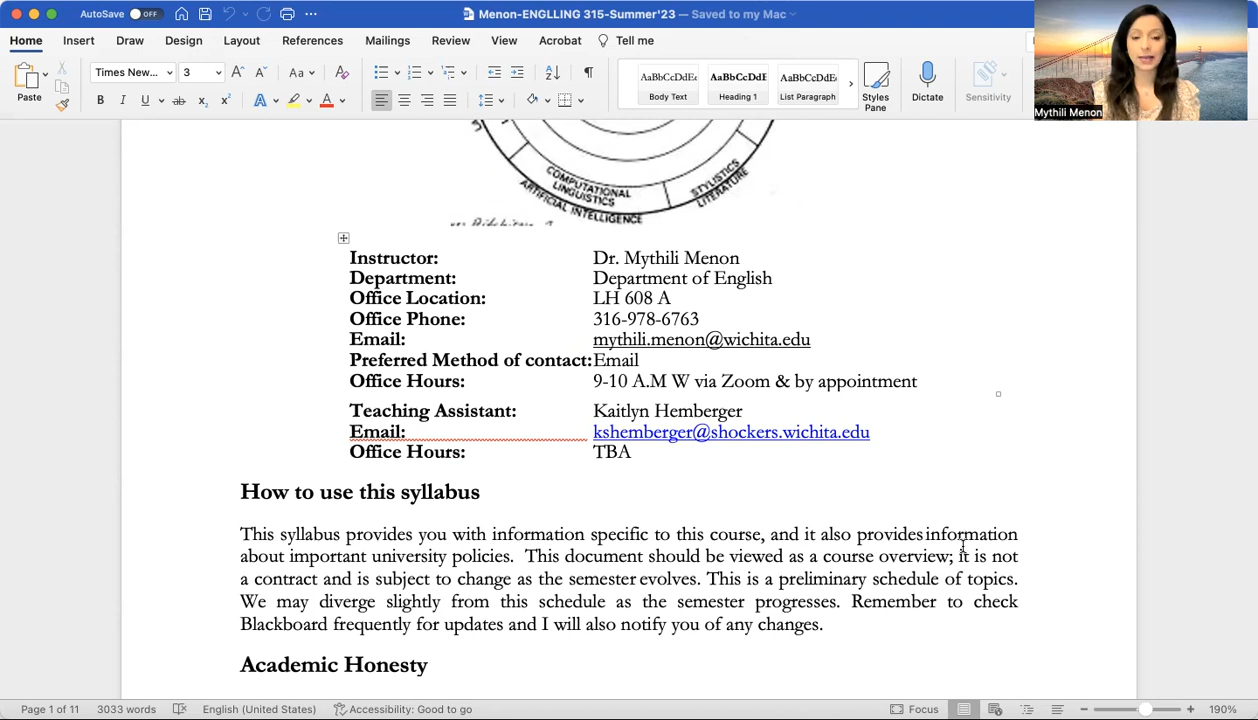 AutoSave OFF
Menon-ENGLLING 315-Summer'23 — Saved to my Mac
Home Insert Draw Design Layout References Mailings Review View Acrobat Tell me
Paste
Times New... 3 Aa
B I U ab x₂ x² A A
AaBbCcDdEe AaBbCcDdE AaBbCcDdEe
Body Text Heading 1 List Paragraph
Styles Pane
Dictate
Sensitivity
Mythili Menon
COMPUTATIONAL LINGUISTICS
ARTIFICIAL INTELLIGENCE
STYLISTICS
LITERATURE
Instructor: Dr. Mythili Menon
Department: Department of English
Office Location: LH 608 A
Office Phone: 316-978-6763
Email: mythili.menon@wichita.edu
Preferred Method of contact: Email
Office Hours: 9-10 A.M W via Zoom & by appointment
Teaching Assistant: Kaitlyn Hemberger
Email: kshemberger@shockers.wichita.edu
Office Hours: TBA
How to use this syllabus
This syllabus provides you with information specific to this course, and it also provides information
about important university policies. This document should be viewed as a course overview; it is not
a contract and is subject to change as the semester evolves. This is a preliminary schedule of topics.
We may diverge slightly from this schedule as the semester progresses. Remember to check
Blackboard frequently for updates and I will also notify you of any changes.
Academic Honesty
Page 1 of 11 3033 words English (United States) Accessibility: Good to go Focus 190%